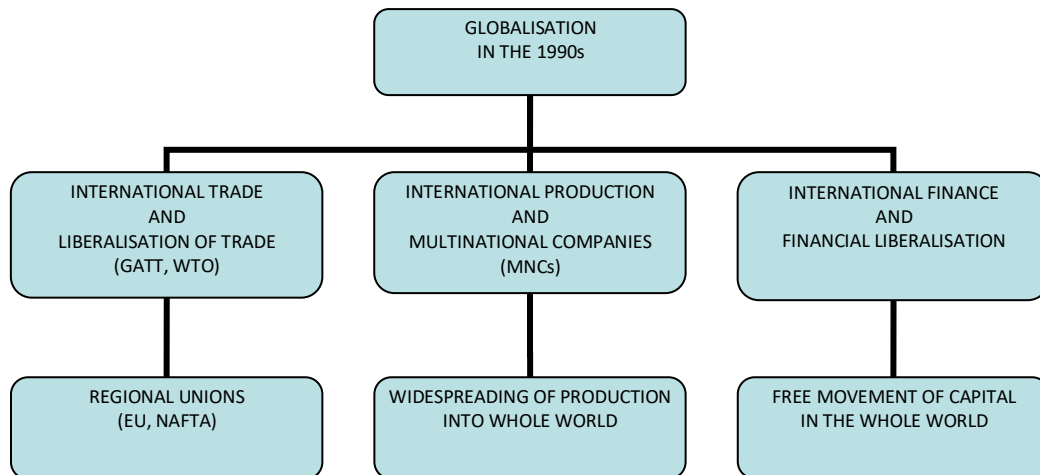 GLOBALISATION
IN THE 1990s
INTERNATIONAL TRADE
AND
LIBERALISATION OF TRADE
(GATT, WTO)
INTERNATIONAL PRODUCTION
AND
MULTINATIONAL COMPANIES
(MNCs)
INTERNATIONAL FINANCE
AND
FINANCIAL LIBERALISATION
REGIONAL UNIONS
(EU, NAFTA)
WIDESPREADING OF PRODUCTION
INTO WHOLE WORLD
FREE MOVEMENT OF CAPITAL
IN THE WHOLE WORLD